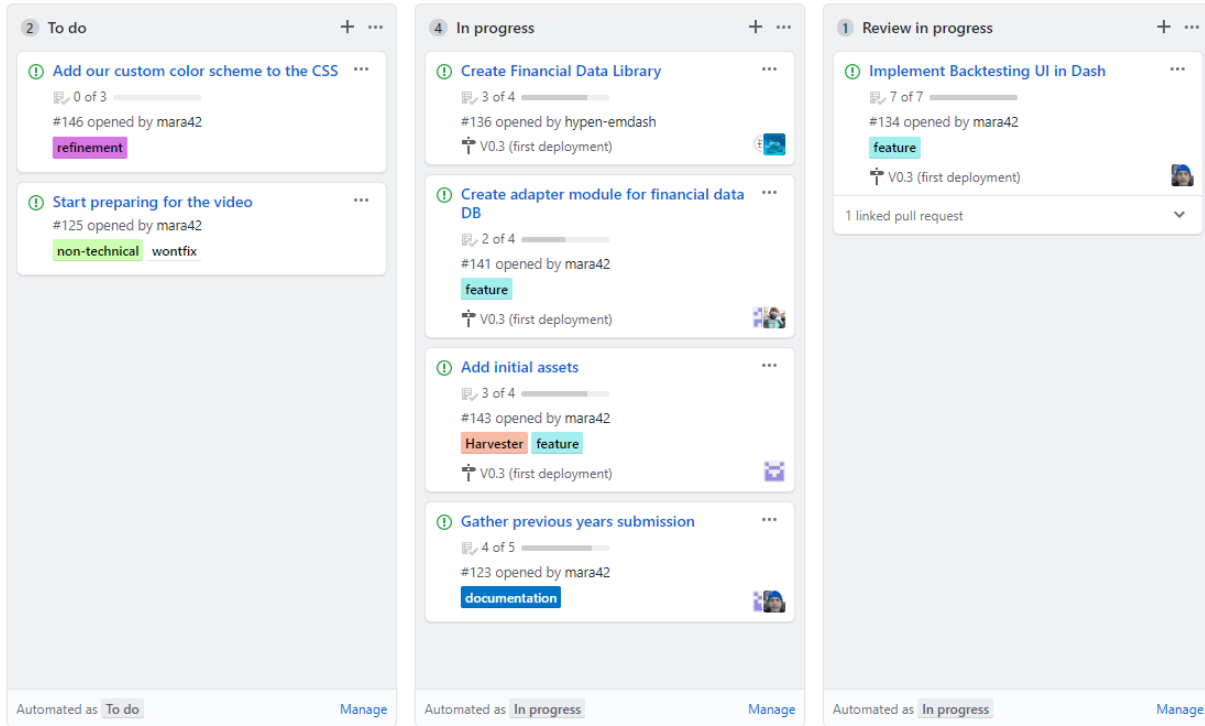 2 To do
Add our custom color scheme to the CSS
0 of 3
#146 opened by mara42
refinement
Start preparing for the video
#125 opened by mara42
non-technical wontfix
Automated as To do Manage
4 In progress
Create Financial Data Library
3 of 4
#136 opened by hypen-emdash
V0.3 (first deployment)
Create adapter module for financial data
DB
2 of 4
#141 opened by mara42
feature
V0.3 (first deployment)
Add initial assets
3 of 4
#143 opened by mara42
Harvester feature
V0.3 (first deployment)
Gather previous years submission
4 of 5
#123 opened by mara42
documentation
Automated as In progress Manage
1 Review in progress
Implement Backtesting UI in Dash
7 of 7
#134 opened by mara42
feature
V0.3 (first deployment)
1 linked pull request
Automated as In progress Manage